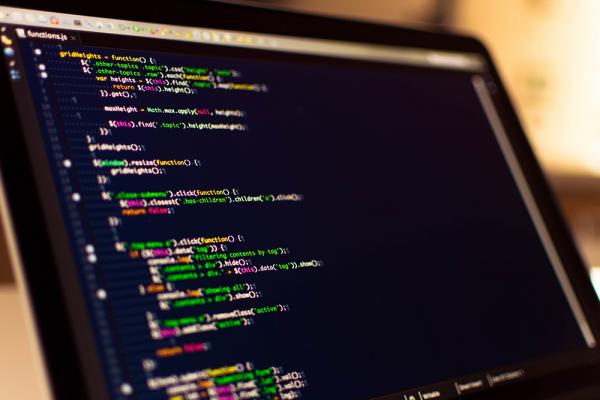 functions.js
gridHeights = function() {
$('.other-topics .topic').css('height', 'auto');
$('.other-topics .row').each(function() {
var heights = $(this).find('.topic').map(function() {
return $(this).height();
}).get();
maxHeight = Math.max.apply(null, heights);
$(this).find('.topic').height(maxHeight);
});
}
gridHeights();
$(window).resize(function() {
gridHeights();
});
$('.close-submenu').click(function() {
$(this).closest('.has-children').children('a').click();
return false;
});
$('.tag-menu a').click(function() {
if ($(this).data('tag')) {
console.log('filtering contents by tag');
$('.contents > div').hide();
$('.contents > div.' + $(this).data('tag')).show();
} else {
console.log('showing all');
$('.contents > div').show();
}
$('.tag-menu a').removeClass('active');
$(this).addClass('active');
return false;
});